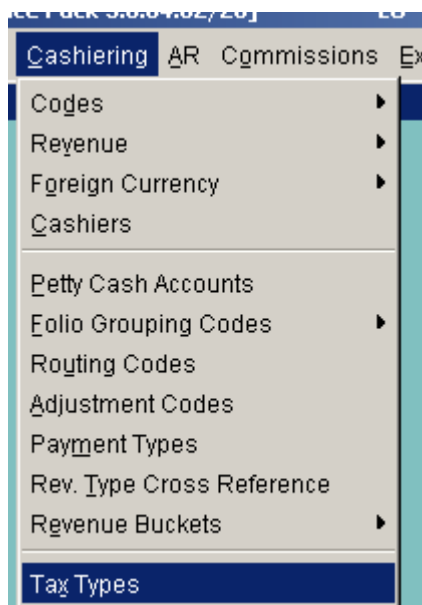 Cashiering AR Commissions Ex
Codes
Revenue
Foreign Currency
Cashiers
Petty Cash Accounts
Folio Grouping Codes
Routing Codes
Adjustment Codes
Payment Types
Rev. Type Cross Reference
Revenue Buckets
Tax Types